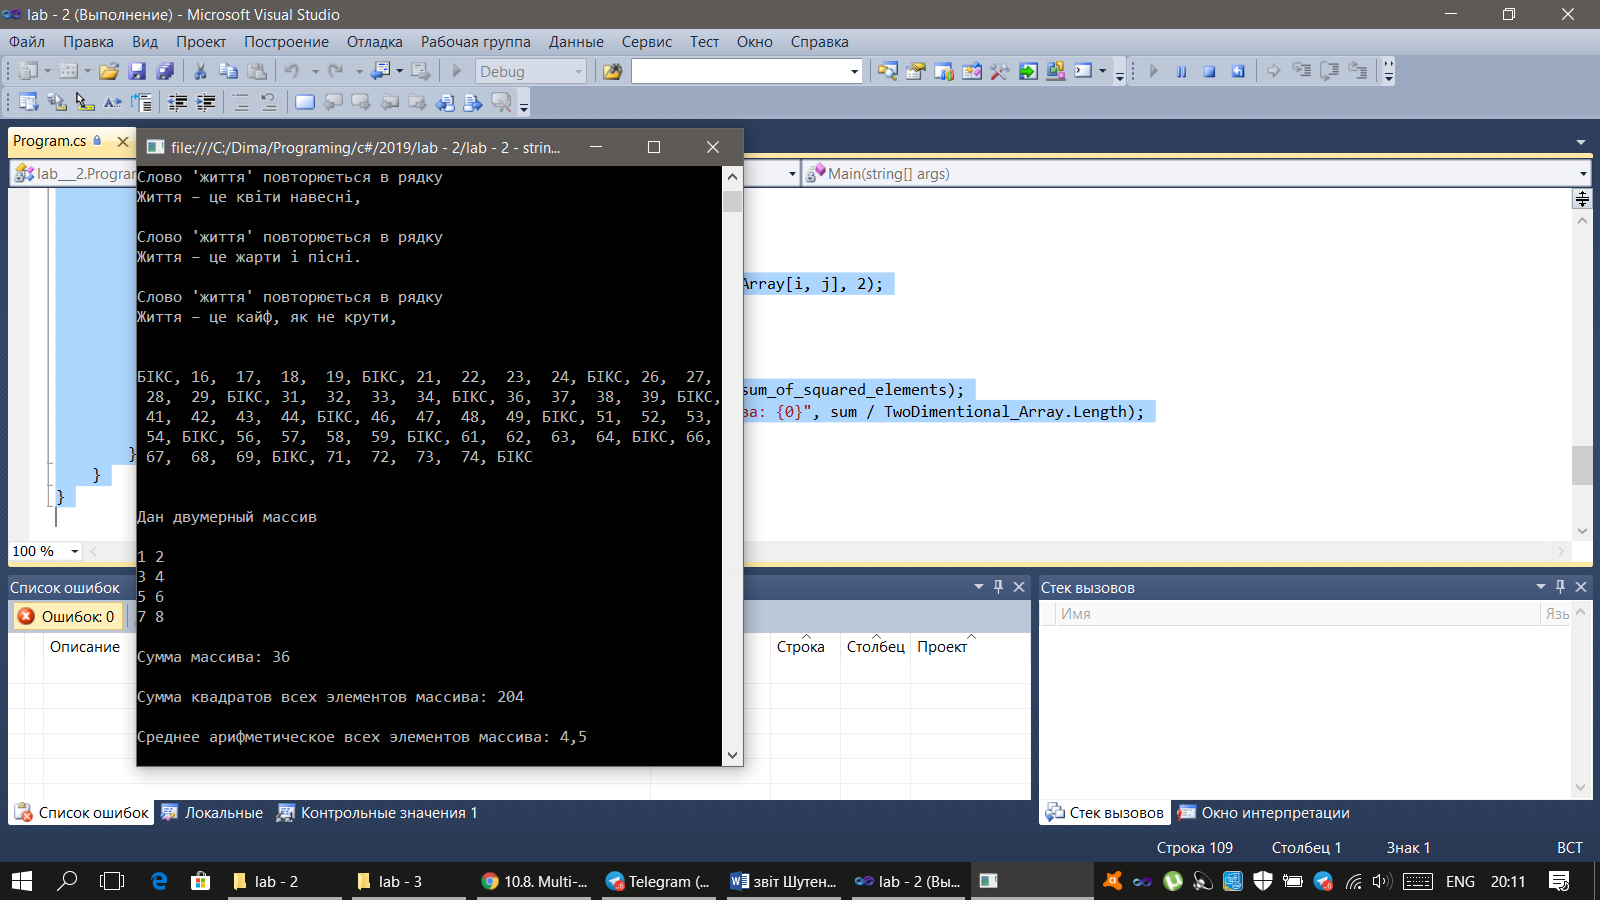 lab - 2 (Выполнение) - Microsoft Visual Studio
Файл Правка Вид Проект Построение Отладка Рабочая группа Данные Сервис Тест Окно Справка
Debug
Program.cs
file:///C:/Dima/Programing/c#/2019/lab - 2/lab - 2 - strin...
lab___2.Progra
Main(string[] args)
Слово 'життя' повторюється в рядку
Життя – це квіти навесні,
Слово 'життя' повторюється в рядку
Життя – це жарти і пісні.
Слово 'життя' повторюється в рядку
Життя – це кайф, як не крути,
БІКС, 16, 17, 18, 19, БІКС, 21, 22, 23, 24, БІКС, 26, 27,
28, 29, БІКС, 31, 32, 33, 34, БІКС, 36, 37, 38, 39, БІКС,
41, 42, 43, 44, БІКС, 46, 47, 48, 49, БІКС, 51, 52, 53,
54, БІКС, 56, 57, 58, 59, БІКС, 61, 62, 63, 64, БІКС, 66,
67, 68, 69, БІКС, 71, 72, 73, 74, БІКС
Дан двумерный массив
1 2
3 4
5 6
7 8
Сумма массива: 36
Сумма квадратов всех элементов массива: 204
Среднее арифметическое всех элементов массива: 4,5
Array[i, j], 2);
sum_of_squared_elements);
ва: {0}", sum / TwoDimentional_Array.Length);
}
}
}
100 %
Список ошибок
Ошибок: 0
Описание Строка Столбец Проект
Стек вызовов
Имя Язы
Список ошибок Локальные Контрольные значения 1
Стек вызовов Окно интерпретации
Строка 109 Столбец 1 Знак 1 ВСТ
lab - 2 lab - 3 10.8. Multi-... Telegram (... звіт Шутен... lab - 2 (Вы... ENG 20:11